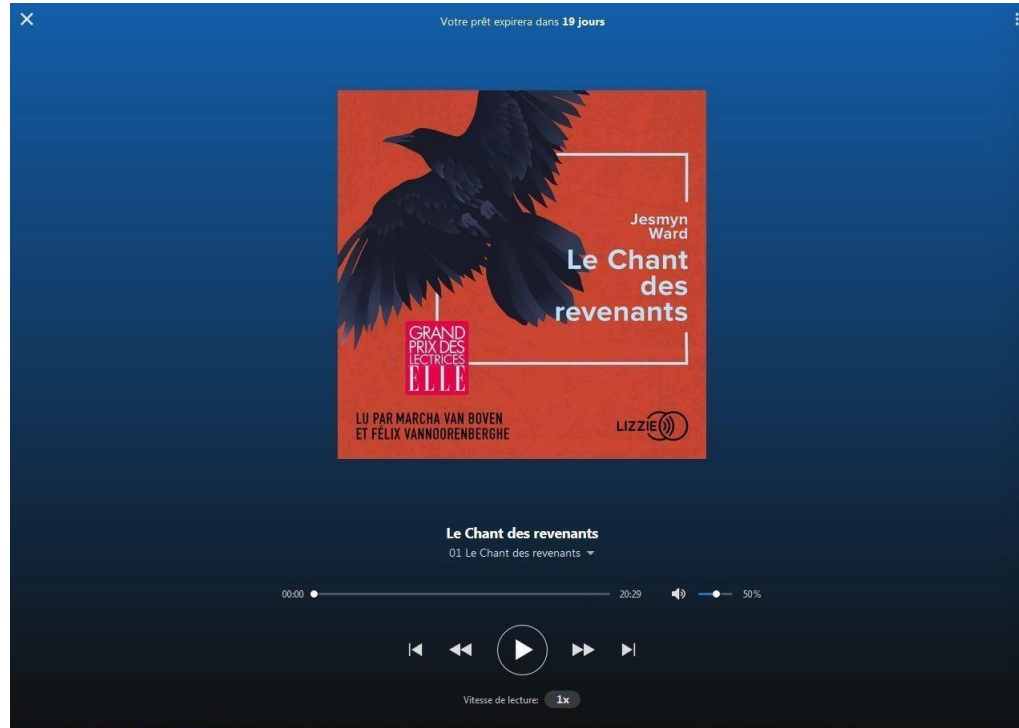 Votre prêt expirera dans 19 jours
Jesmyn
Ward
Le Chant
des
revenants
GRAND
PRIX DES
LECTRICES
ELLE
LU PAR MARCHA VAN BOVEN
ET FÉLIX VANNOORENBERGHE
LIZZIE
Le Chant des revenants
01 Le Chant des revenants
00:00 20:29 50%
Vitesse de lecture: 1x